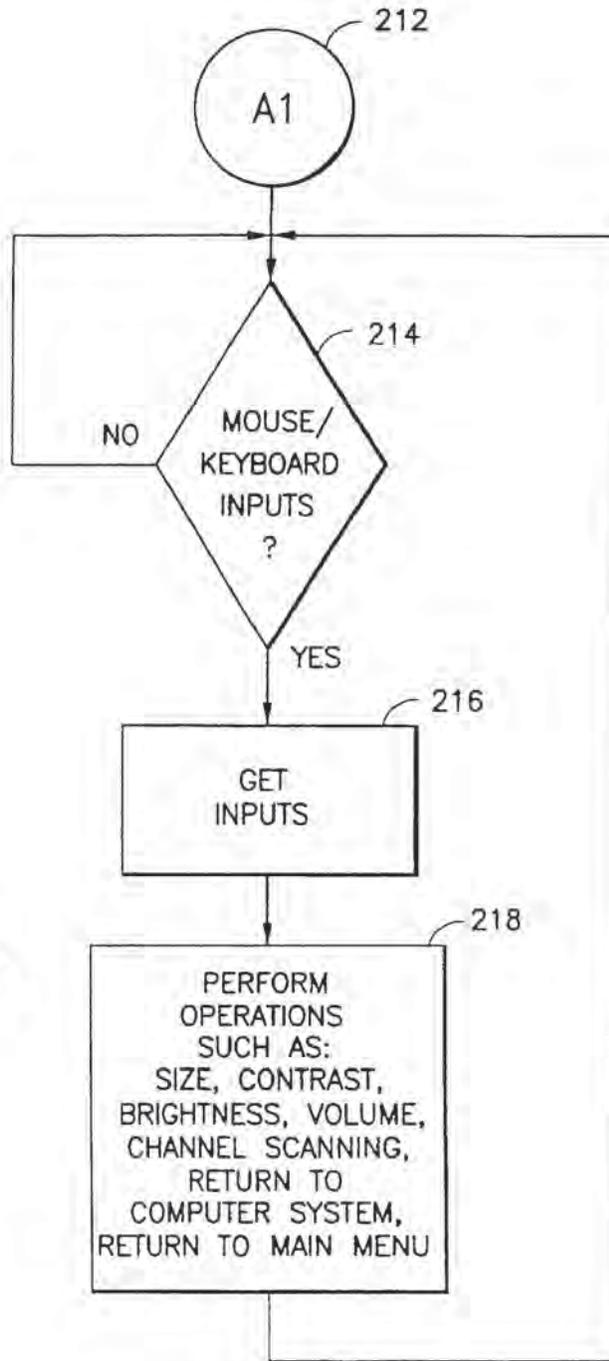 212
A1
214
NO
MOUSE/
KEYBOARD
INPUTS
?
YES
216
GET
INPUTS
218
PERFORM
OPERATIONS
SUCH AS:
SIZE, CONTRAST,
BRIGHTNESS, VOLUME,
CHANNEL SCANNING,
RETURN TO
COMPUTER SYSTEM,
RETURN TO MAIN MENU